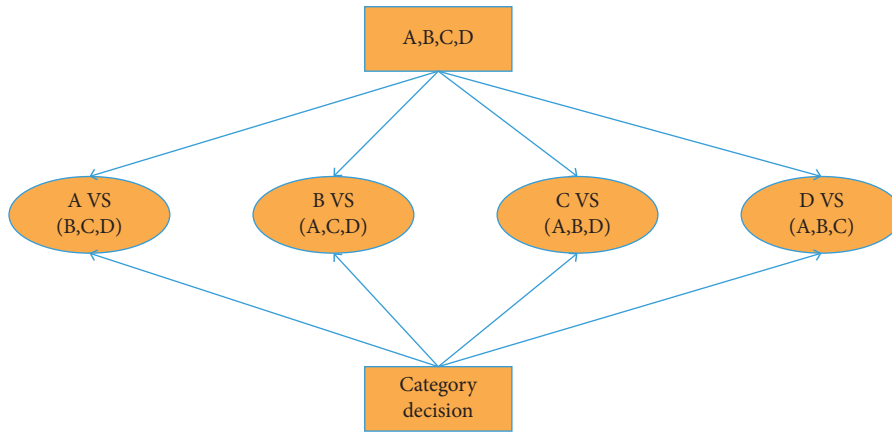 A,B,C,D
A VS
(B,C,D)
B VS
(A,C,D)
C VS
(A,B,D)
D VS
(A,B,C)
Category
decision